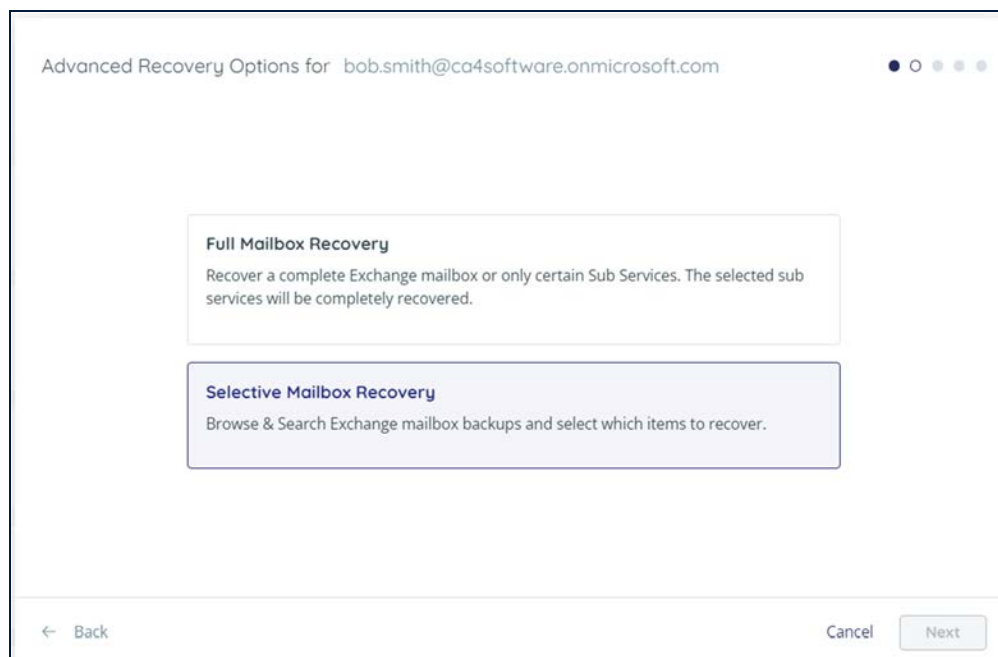 Advanced Recovery Options for bob.smith@ca4software.onmicrosoft.com
Full Mailbox Recovery
Recover a complete Exchange mailbox or only certain Sub Services. The selected sub
services will be completely recovered.
Selective Mailbox Recovery
Browse & Search Exchange mailbox backups and select which items to recover.
← Back
Cancel
Next